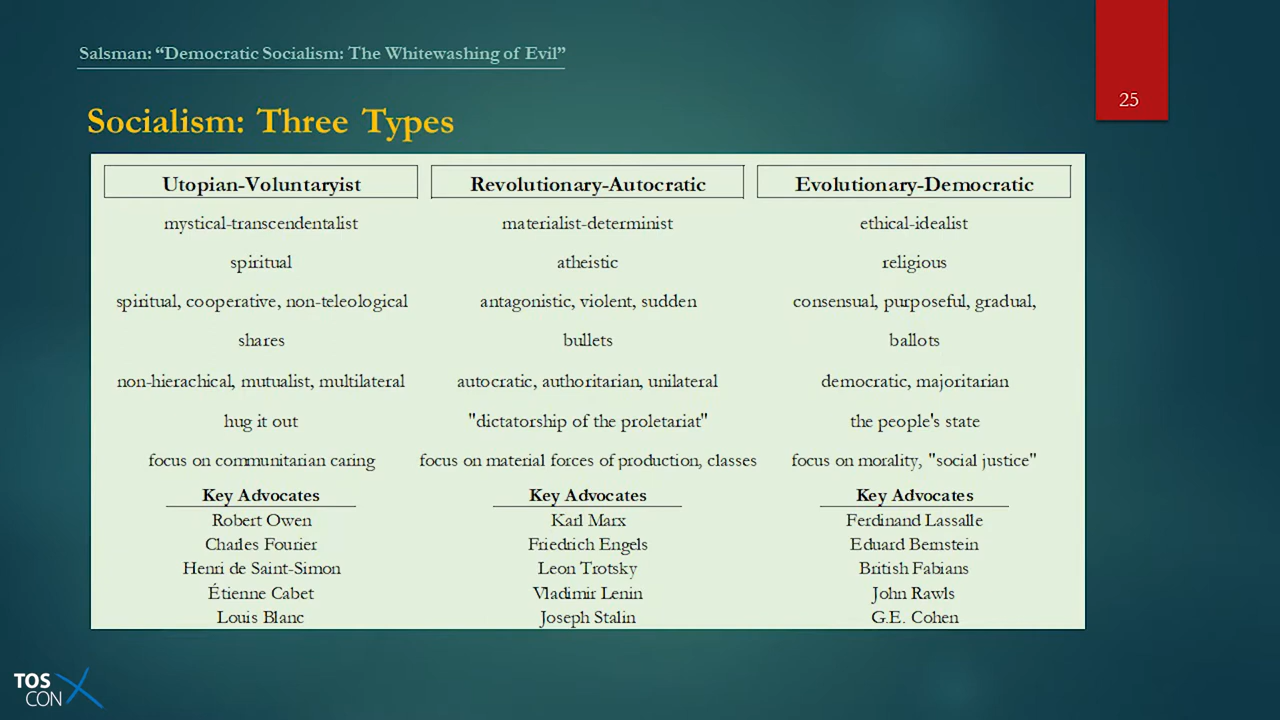 Salsman: “Democratic Socialism: The Whitewashing of Evil”
25
Socialism: Three Types
Utopian-Voluntaryist
mystical-transcendentalist
spiritual
spiritual, cooperative, non-teleological
shares
non-hierachical, mutualist, multilateral
hug it out
focus on communitarian caring
Key Advocates
Robert Owen
Charles Fourier
Henri de Saint-Simon
Étienne Cabet
Louis Blanc
Revolutionary-Autocratic
materialist-determinist
atheistic
antagonistic, violent, sudden
bullets
autocratic, authoritarian, unilateral
"dictatorship of the proletariat"
focus on material forces of production, classes
Key Advocates
Karl Marx
Friedrich Engels
Leon Trotsky
Vladimir Lenin
Joseph Stalin
Evolutionary-Democratic
ethical-idealist
religious
consensual, purposeful, gradual,
ballots
democratic, majoritarian
the people's state
focus on morality, "social justice"
Key Advocates
Ferdinand Lassalle
Eduard Bernstein
British Fabians
John Rawls
G.E. Cohen
TOS
CON